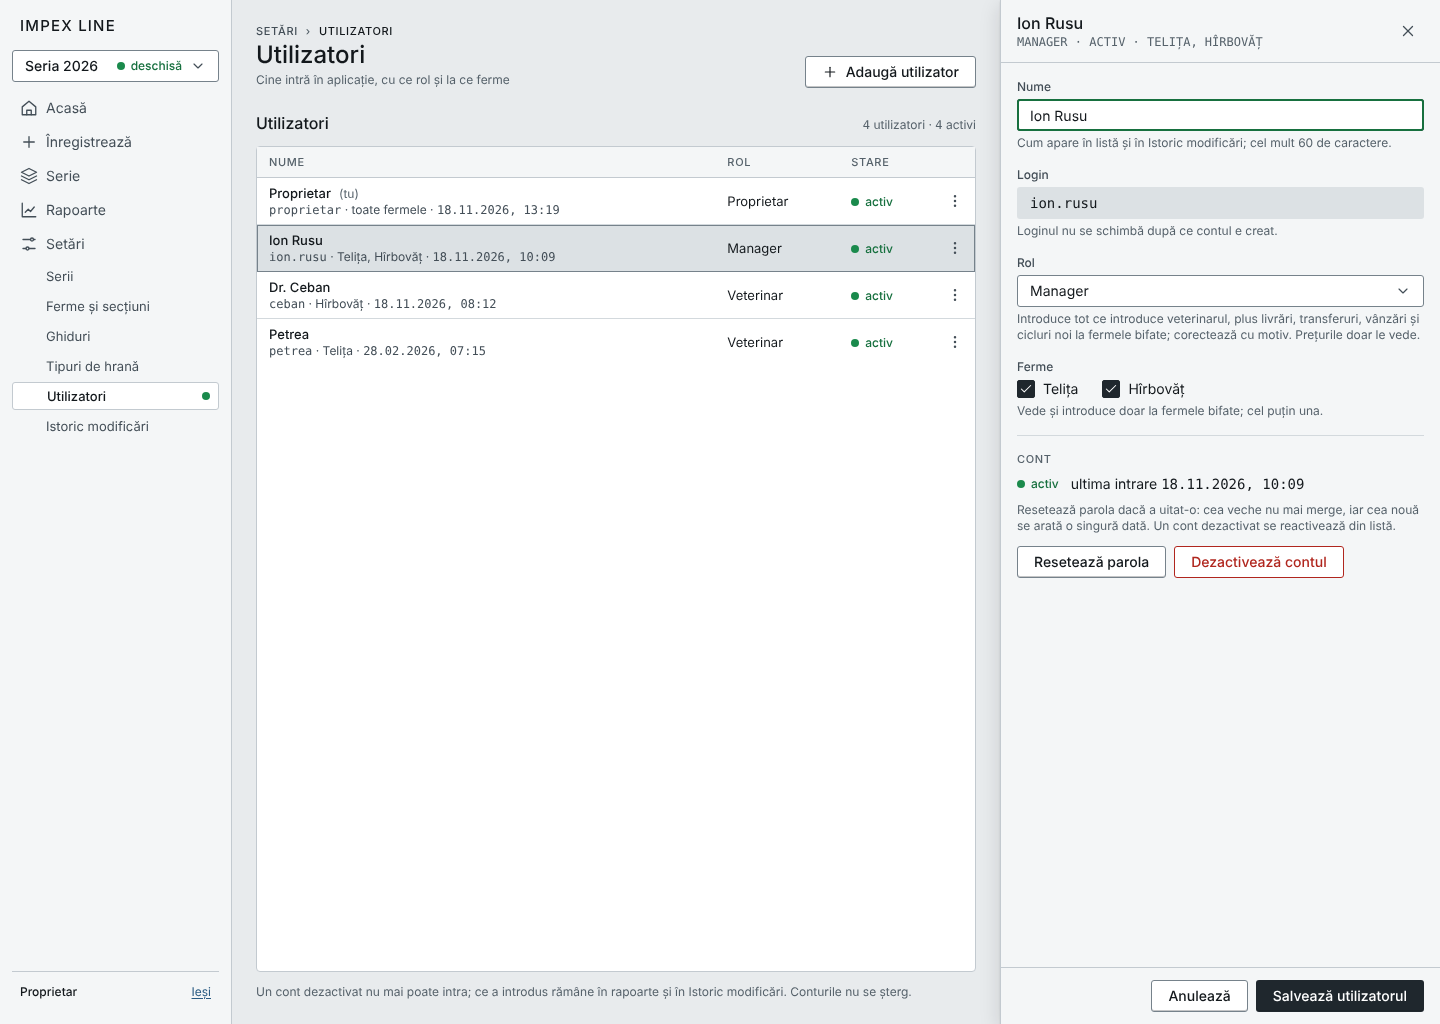 IMPEX LINE
Seria 2026 deschisă
Acasă
Înregistrează
Serie
Rapoarte
Setări
Serii
Ferme și secțiuni
Ghiduri
Tipuri de hrană
Utilizatori
Istoric modificări
Proprietar Ieși
SETĂRI › UTILIZATORI
Utilizatori
Cine intră în aplicație, cu ce rol și la ce ferme
Adaugă utilizator
Utilizatori
4 utilizatori · 4 activi
NUME ROL STARE
Proprietar (tu)
proprietar · toate fermele · 18.11.2026, 13:19
Proprietar activ
Ion Rusu
ion.rusu · Telița, Hîrbovăț · 18.11.2026, 10:09
Manager activ
Dr. Ceban
ceban · Hîrbovăț · 18.11.2026, 08:12
Veterinar activ
Petrea
petrea · Telița · 28.02.2026, 07:15
Veterinar activ
Un cont dezactivat nu mai poate intra; ce a introdus rămâne în rapoarte și în Istoric modificări. Conturile nu se șterg.
Ion Rusu
MANAGER · ACTIV · TELIȚA, HÎRBOVĂȚ
Nume
Ion Rusu
Cum apare în listă și în Istoric modificări; cel mult 60 de caractere.
Login
ion.rusu
Loginul nu se schimbă după ce contul e creat.
Rol
Manager
Introduce tot ce introduce veterinarul, plus livrări, transferuri, vânzări și
cicluri noi la fermele bifate; corectează cu motiv. Prețurile doar le vede.
Ferme
Telița Hîrbovăț
Vede și introduce doar la fermele bifate; cel puțin una.
CONT
activ ultima intrare 18.11.2026, 10:09
Resetează parola dacă a uitat-o: cea veche nu mai merge, iar cea nouă
se arată o singură dată. Un cont dezactivat se reactivează din listă.
Resetează parola Dezactivează contul
Anulează Salvează utilizatorul